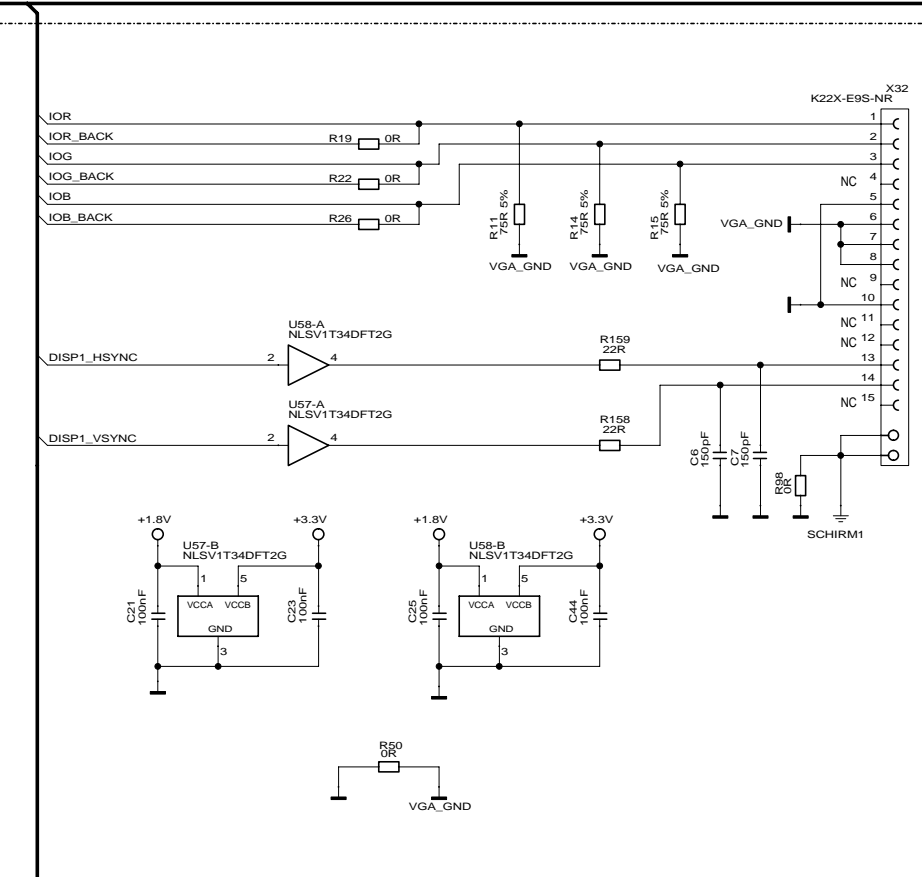 X32
K22X-E9S-NR
IOR
1
IOR_BACK
R19 0R
2
IOG
3
IOG_BACK
R22 0R
NC 4
IOB
5
IOB_BACK
R26 0R
R11
75R 5%
R14
75R 5%
R15
75R 5%
VGA_GND
6
7
VGA_GND
VGA_GND
VGA_GND
8
NC 9
10
NC 11
NC 12
U58-A
NLSV1T34DFT2G
DISP1_HSYNC
2
4
R159
22R
13
14
NC 15
U57-A
NLSV1T34DFT2G
DISP1_VSYNC
2
4
R158
22R
C6
150pF
C7
150pF
R98
0R
SCHIRM1
+1.8V
+3.3V
U57-B
NLSV1T34DFT2G
1
5
C21
100nF
VCCA VCCB
GND
3
C23
100nF
+1.8V
+3.3V
U58-B
NLSV1T34DFT2G
1
5
C25
100nF
VCCA VCCB
GND
3
C44
100nF
R50
0R
VGA_GND